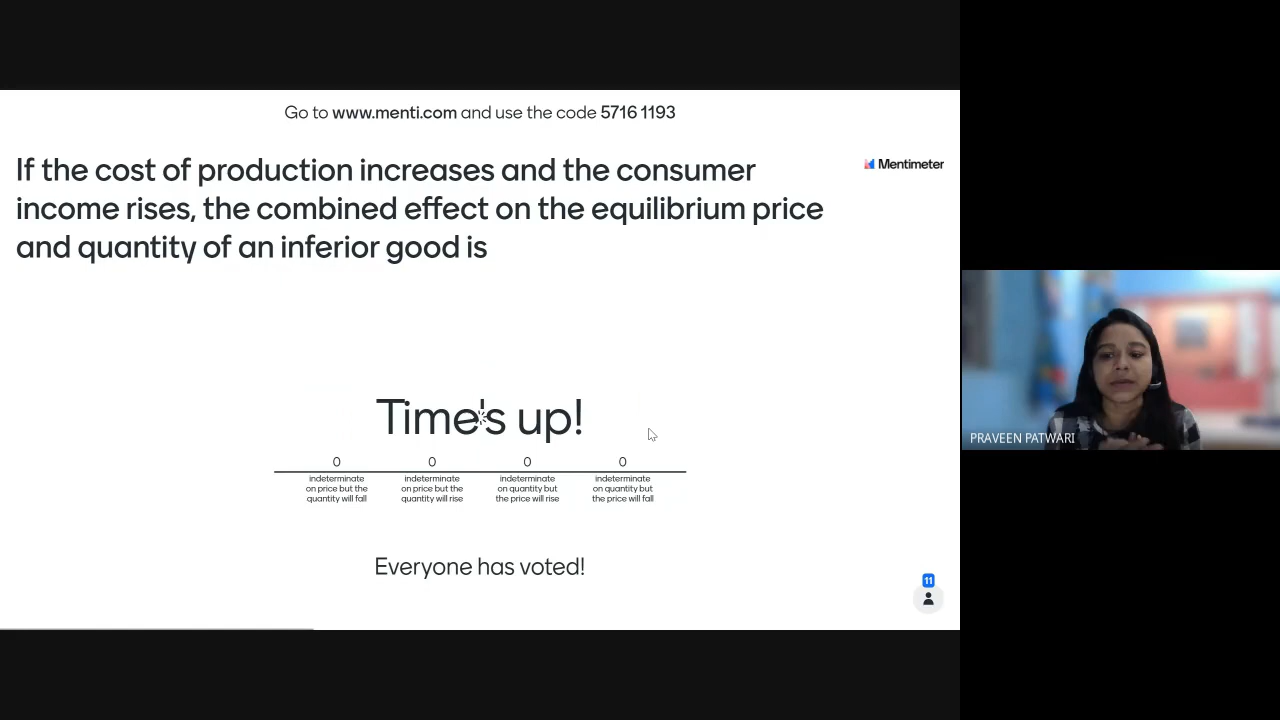 Go to www.menti.com and use the code 5716 1193
If the cost of production increases and the consumer
income rises, the combined effect on the equilibrium price
and quantity of an inferior good is
Mentimeter
Time's up!
0 0 0 0
indeterminate
on price but the
quantity will fall
indeterminate
on price but the
quantity will rise
indeterminate
on quantity but
the price will rise
indeterminate
on quantity but
the price will fall
Everyone has voted!
11
PRAVEEN PATWARI